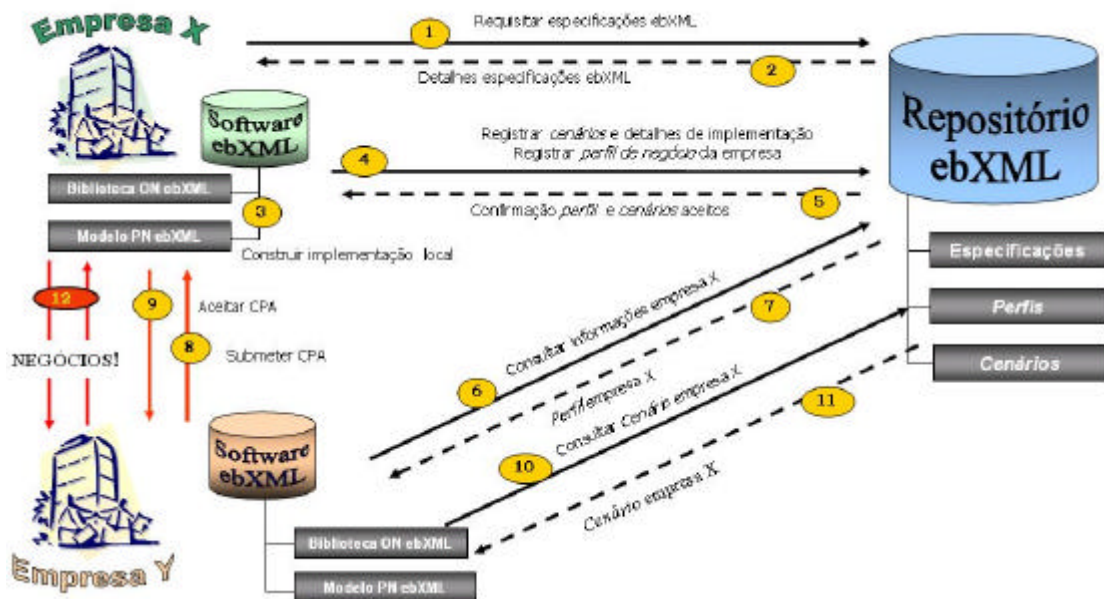 Empresa X
1
Requisitar especificações ebXML
2
Detalhes especificações ebXML
Repositório
ebXML
Software
ebXML
Registrar cenários e detalhes de implementação
Registrar perfil de negócio da empresa
4
5
Confirmação perfil e cenários aceitos
Biblioteca ON ebXML
3
Modelo PN ebXML
Construir implementação local
Especificações
Perfis
Cenários
12
9
Aceitar CPA
8
Submeter CPA
NEGÓCIOS!
6
Consultar informações empresa X
7
Perfil empresa X
10
Consultar Cenário empresa X
11
Cenário empresa X
Software
ebXML
Biblioteca ON ebXML
Modelo PN ebXML
Empresa Y